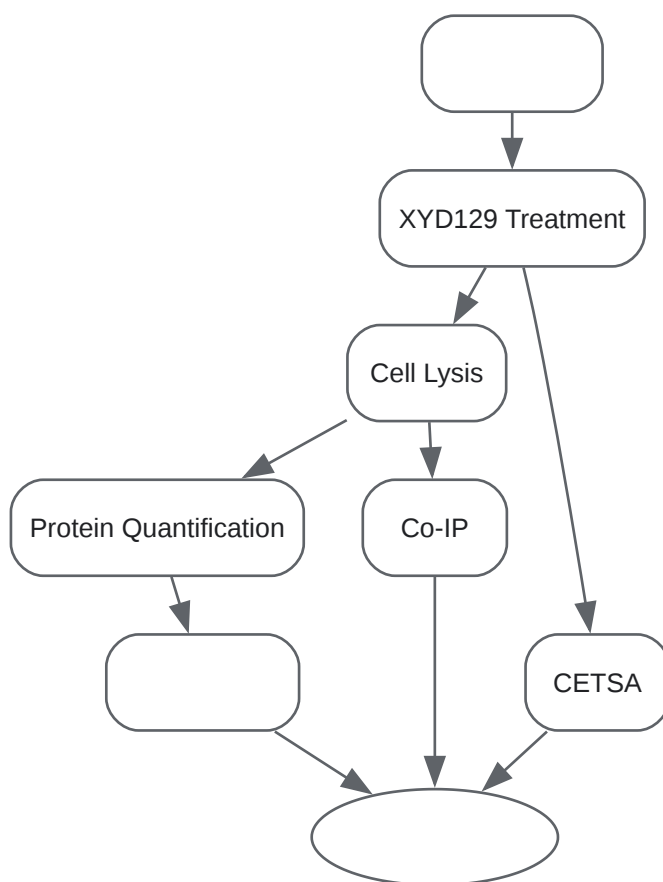 XYD129 Treatment
Cell Lysis
Protein Quantification
Co-IP
CETSA